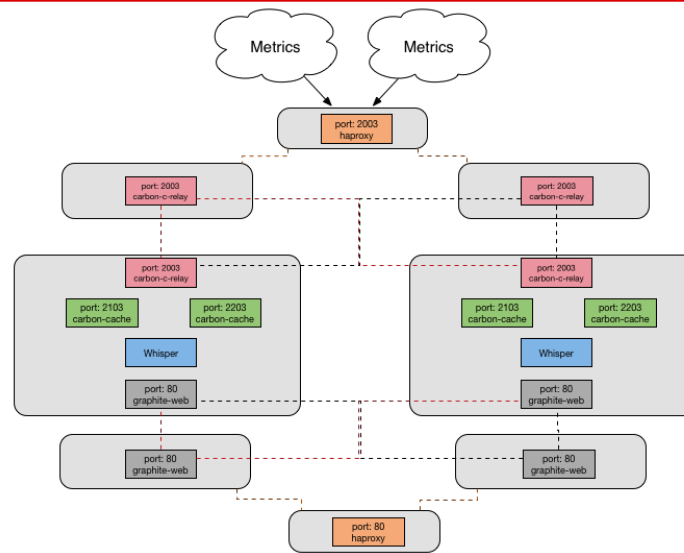 Metrics
Metrics
port: 2003
haproxy
port: 2003
carbon-c-relay
port: 2003
carbon-c-relay
port: 2003
carbon-c-relay
port: 2003
carbon-c-relay
port: 2103
carbon-cache
port: 2203
carbon-cache
port: 2103
carbon-cache
port: 2203
carbon-cache
Whisper
Whisper
port: 80
graphite-web
port: 80
graphite-web
port: 80
graphite-web
port: 80
graphite-web
port: 80
haproxy